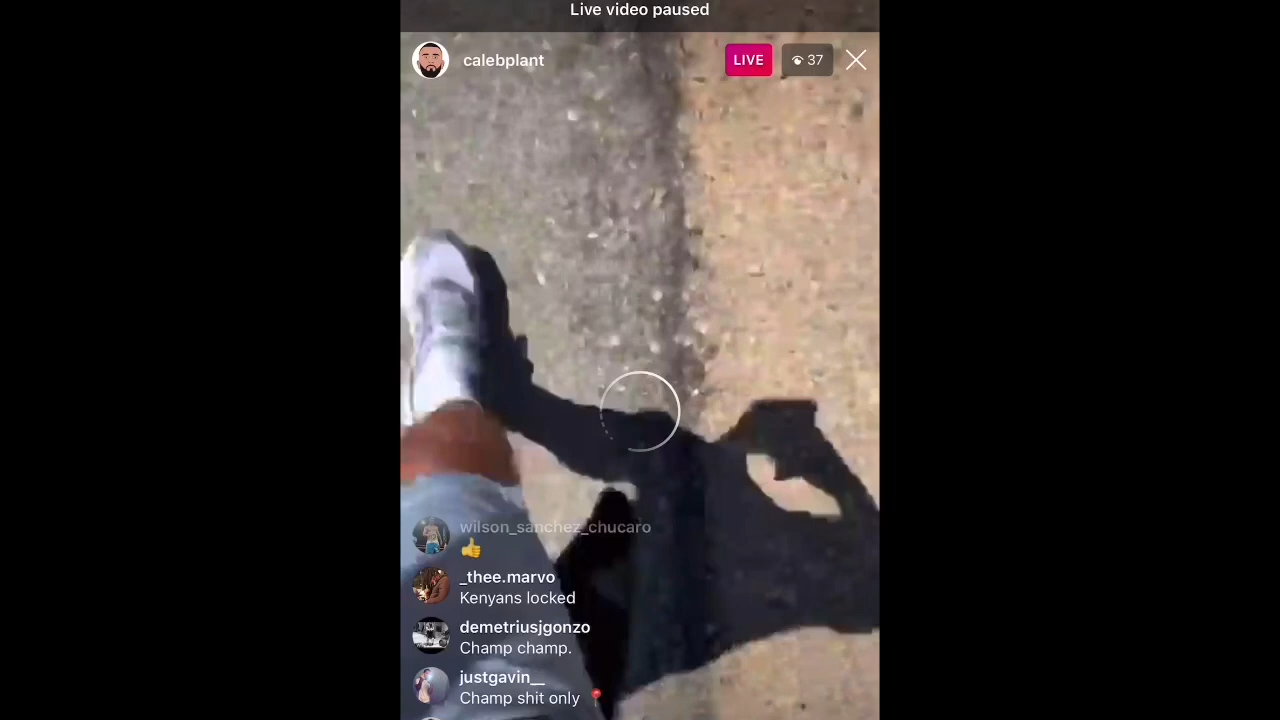 Live video paused
calebplant
LIVE
37
wilson_sanchez_chucaro
👍
_thee.marvo
Kenyans locked
demetriusjgonzo
Champ champ.
justgavin__
Champ shit only 📍